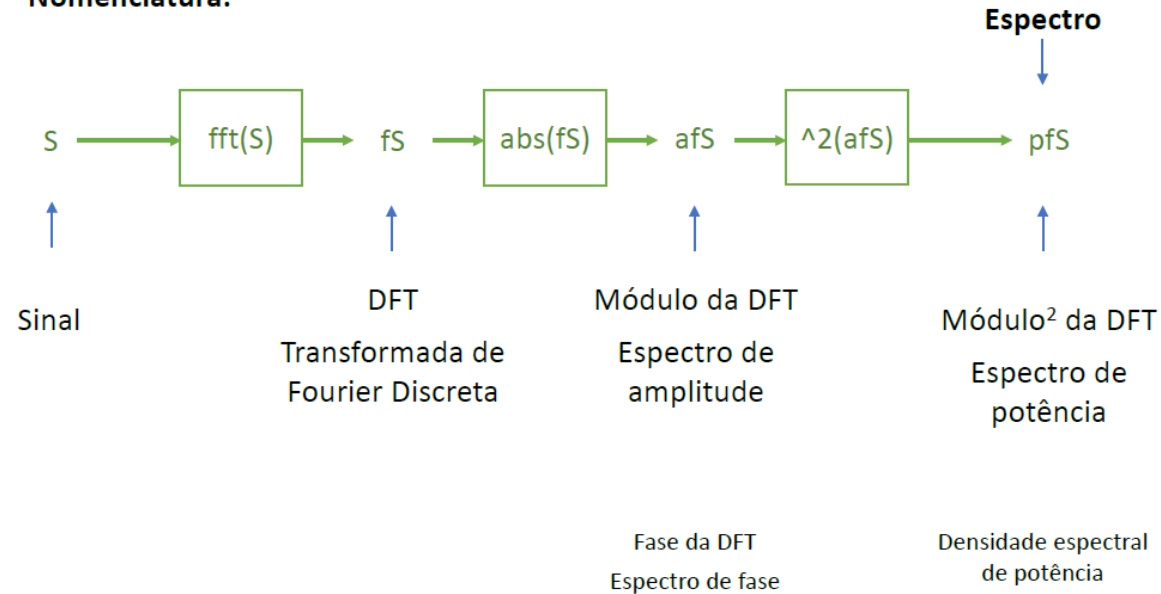 Nomenclatura:
Espectro
S fft(S) fS abs(fS) afS ^2(afS) pfS
Sinal
DFT
Transformada de
Fourier Discreta
Módulo da DFT
Espectro de
amplitude
Módulo² da DFT
Espectro de
potência
Fase da DFT
Espectro de fase
Densidade espectral
de potência